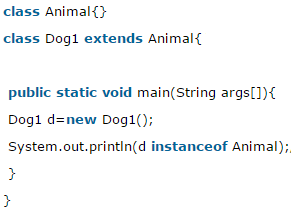 class Animal{}
class Dog1 extends Animal{
public static void main(String args[]){
Dog1 d=new Dog1();
System.out.println(d instanceof Animal);
}
}